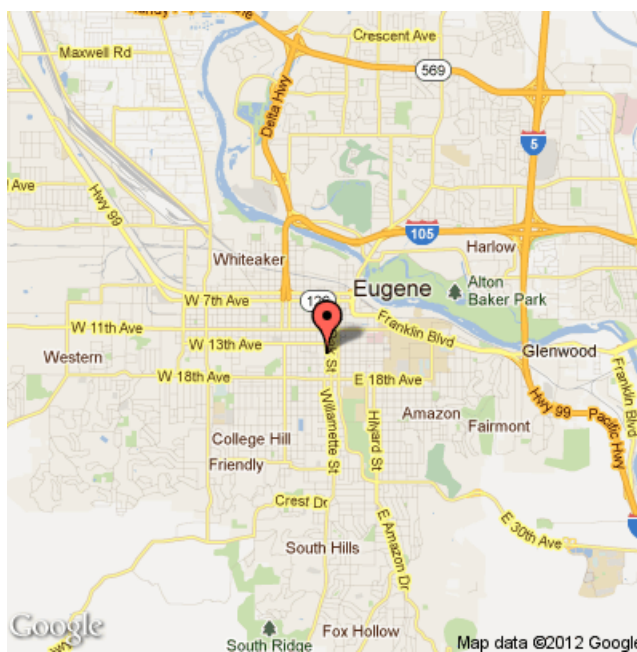 Maxwell Rd
Crescent Ave
569
Delta Hwy
5
Ave
Hwy 99
105
Harlow
Whiteaker
Alton
Baker Park
Eugene
W 7th Ave
126
W 11th Ave
Franklin Blvd
W 13th Ave
St
Glenwood
Western
W 18th Ave
E 18th Ave
Franklin Blvd
Willamette St
Hilyard St
Amazon
Hwy 99
Pacific Hwy
Fairmont
College Hill
Friendly
Crest Dr
E 30th Ave
E Amazon Dr
South Hills
Google
South Ridge
Fox Hollow
Map data ©2012 Google